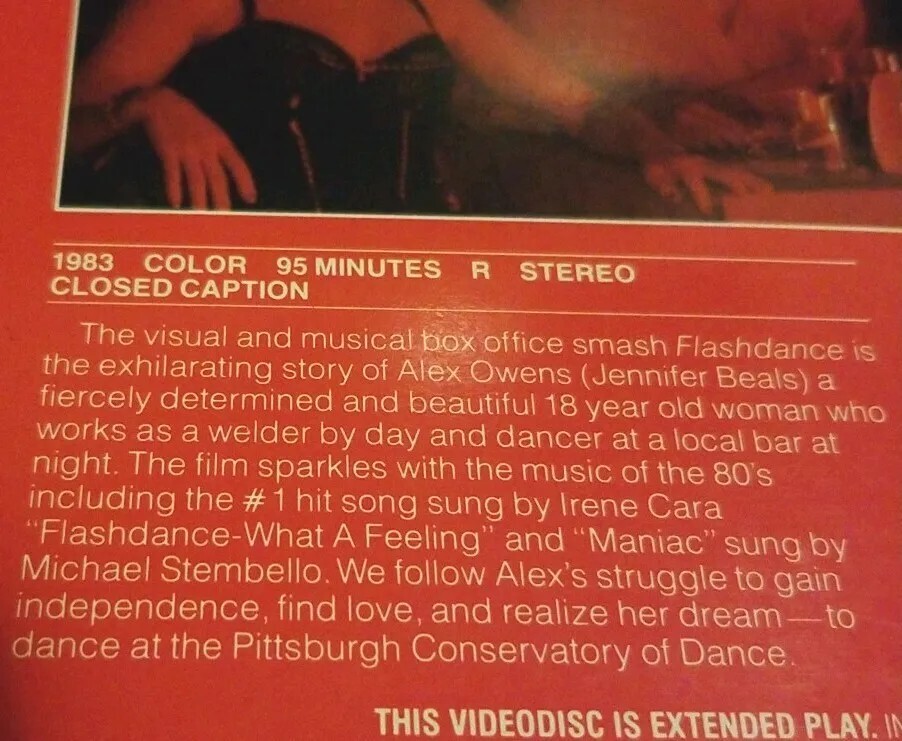 1983 COLOR 95 MINUTES R STEREO
CLOSED CAPTION
The visual and musical box office smash Flashdance is
the exhilarating story of Alex Owens (Jennifer Beals) a
fiercely determined and beautiful 18 year old woman who
works as a welder by day and dancer at a local bar at
night. The film sparkles with the music of the 80's
including the #1 hit song sung by Irene Cara
"Flashdance-What A Feeling" and "Maniac" sung by
Michael Stembello. We follow Alex's struggle to gain
independence, find love, and realize her dream—to
dance at the Pittsburgh Conservatory of Dance.
THIS VIDEODISC IS EXTENDED PLAY.